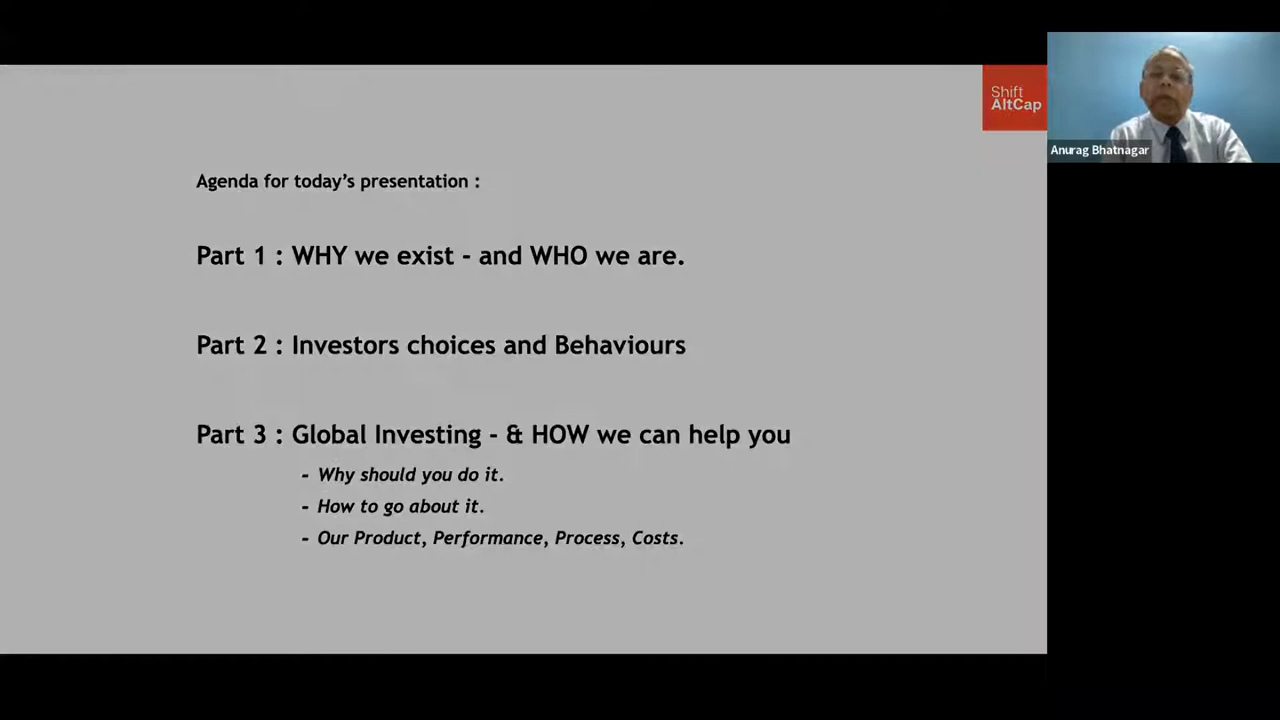 Shift
AltCap
Anurag Bhatnagar
Agenda for today's presentation :
Part 1 : WHY we exist - and WHO we are.
Part 2 : Investors choices and Behaviours
Part 3 : Global Investing - & HOW we can help you
- Why should you do it.
- How to go about it.
- Our Product, Performance, Process, Costs.